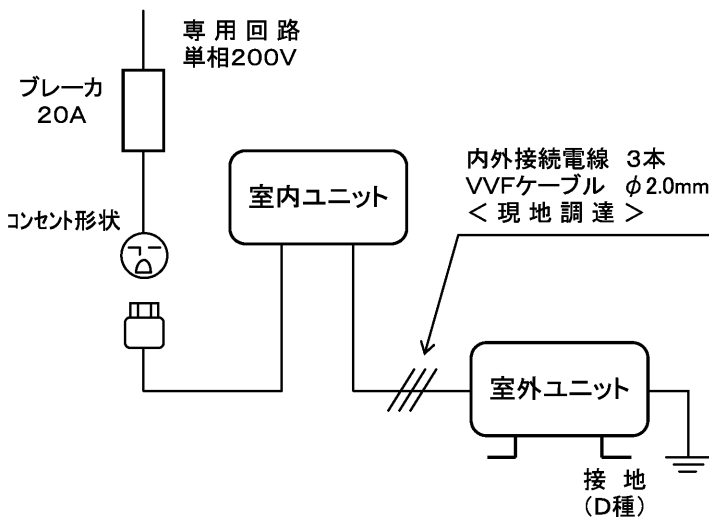 専用回路
単相200V
ブレーカ
20A
コンセント形状
室内ユニット
内外接続電線 3本
VVFケーブル φ2.0mm
＜現地調達＞
室外ユニット
接地
(D種)